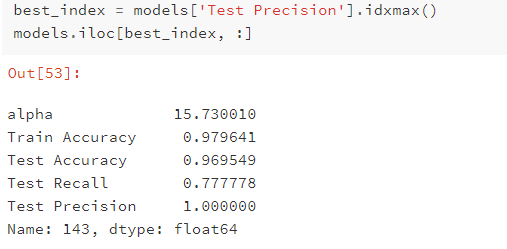 best_index = models['Test Precision'].idxmax()
models.iloc[best_index, :]
Out[53]:
alpha 15.730010
Train Accuracy 0.979641
Test Accuracy 0.969549
Test Recall 0.777778
Test Precision 1.000000
Name: 143, dtype: float64